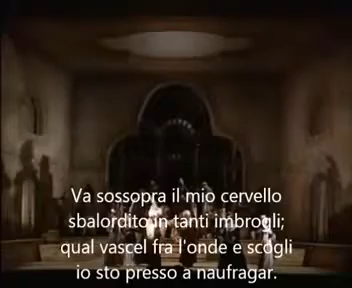 Va sossopra il mio cervello
sbalordito in tanti imbrogli;
qual vascel fra l'onde e scogli
io sto presso a naufragar.